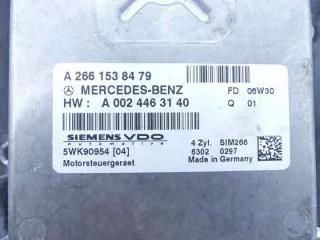 A 266 153 84 79
MERCEDES-BENZ FD 06W30
HW : A 002 446 31 40 Q 01
SIEMENS VDO
Automotive 4 Zyl. SIM266
5WK90954 [04] 6302 0297
Motorsteuergeraet Made in Germany